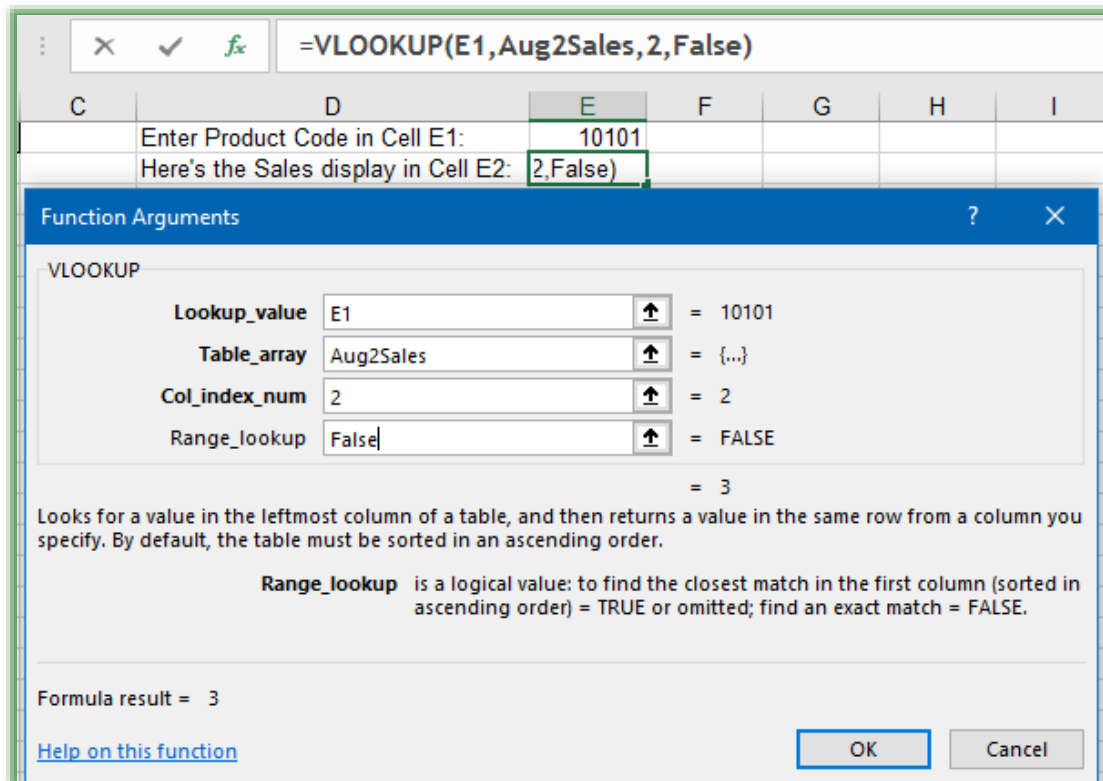 fx =VLOOKUP(E1,Aug2Sales,2,False)
C D E F G H I
Enter Product Code in Cell E1: 10101
Here's the Sales display in Cell E2: 2,False)
Function Arguments ? ×
VLOOKUP
Lookup_value E1 = 10101
Table_array Aug2Sales = {...}
Col_index_num 2 = 2
Range_lookup False = FALSE
= 3
Looks for a value in the leftmost column of a table, and then returns a value in the same row from a column you
specify. By default, the table must be sorted in an ascending order.
Range_lookup is a logical value: to find the closest match in the first column (sorted in
ascending order) = TRUE or omitted; find an exact match = FALSE.
Formula result = 3
Help on this function OK Cancel